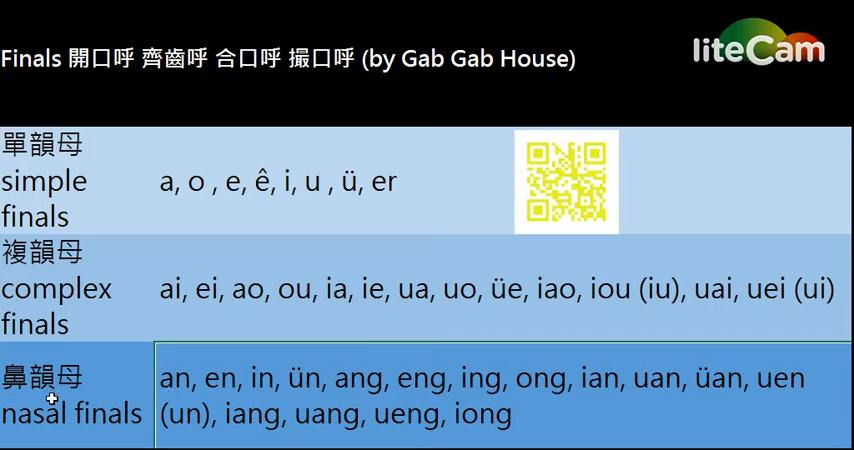 liteCam
Finals 開口呼 齊齒呼 合口呼 撮口呼 (by Gab Gab House)
單韻母
simple
finals
a, o , e, ê, i, u , ü, er
複韻母
complex
finals
ai, ei, ao, ou, ia, ie, ua, uo, üe, iao, iou (iu), uai, uei (ui)
鼻韻母
nasal finals
an, en, in, ün, ang, eng, ing, ong, ian, uan, üan, uen
(un), iang, uang, ueng, iong